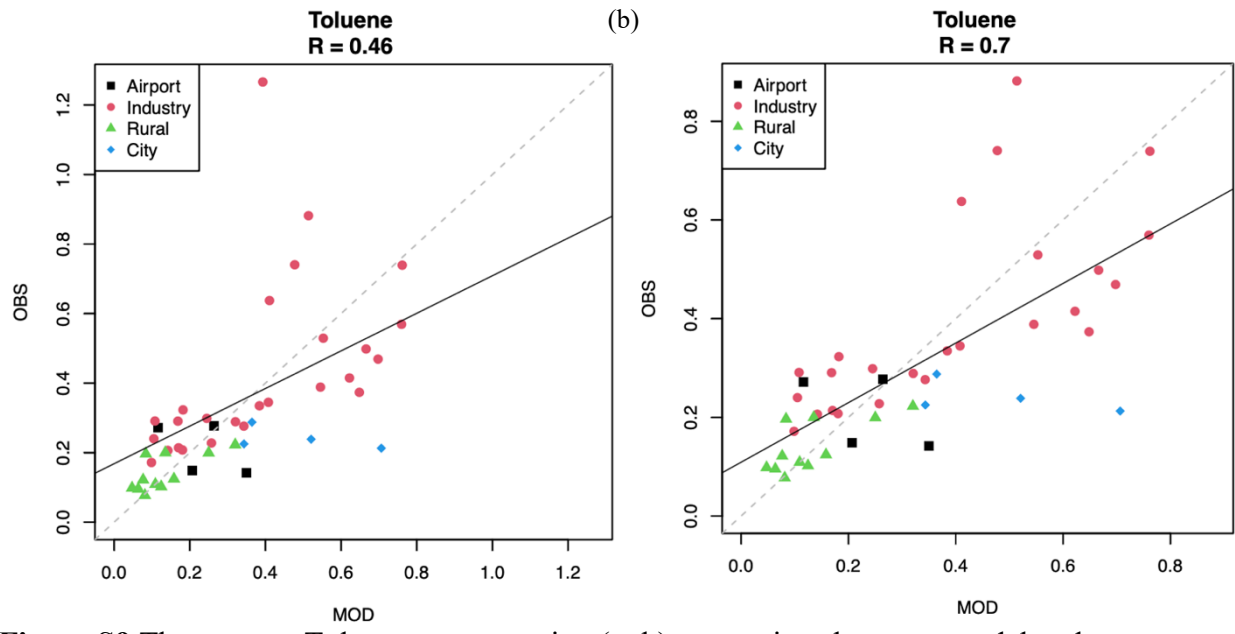 Toluene
R = 0.46
Airport
Industry
Rural
City
OBS
0.0 0.2 0.4 0.6 0.8 1.0 1.2
0.0 0.2 0.4 0.6 0.8 1.0 1.2
MOD
(b)
Toluene
R = 0.7
Airport
Industry
Rural
City
OBS
0.0 0.2 0.4 0.6 0.8
0.0 0.2 0.4 0.6 0.8
MOD